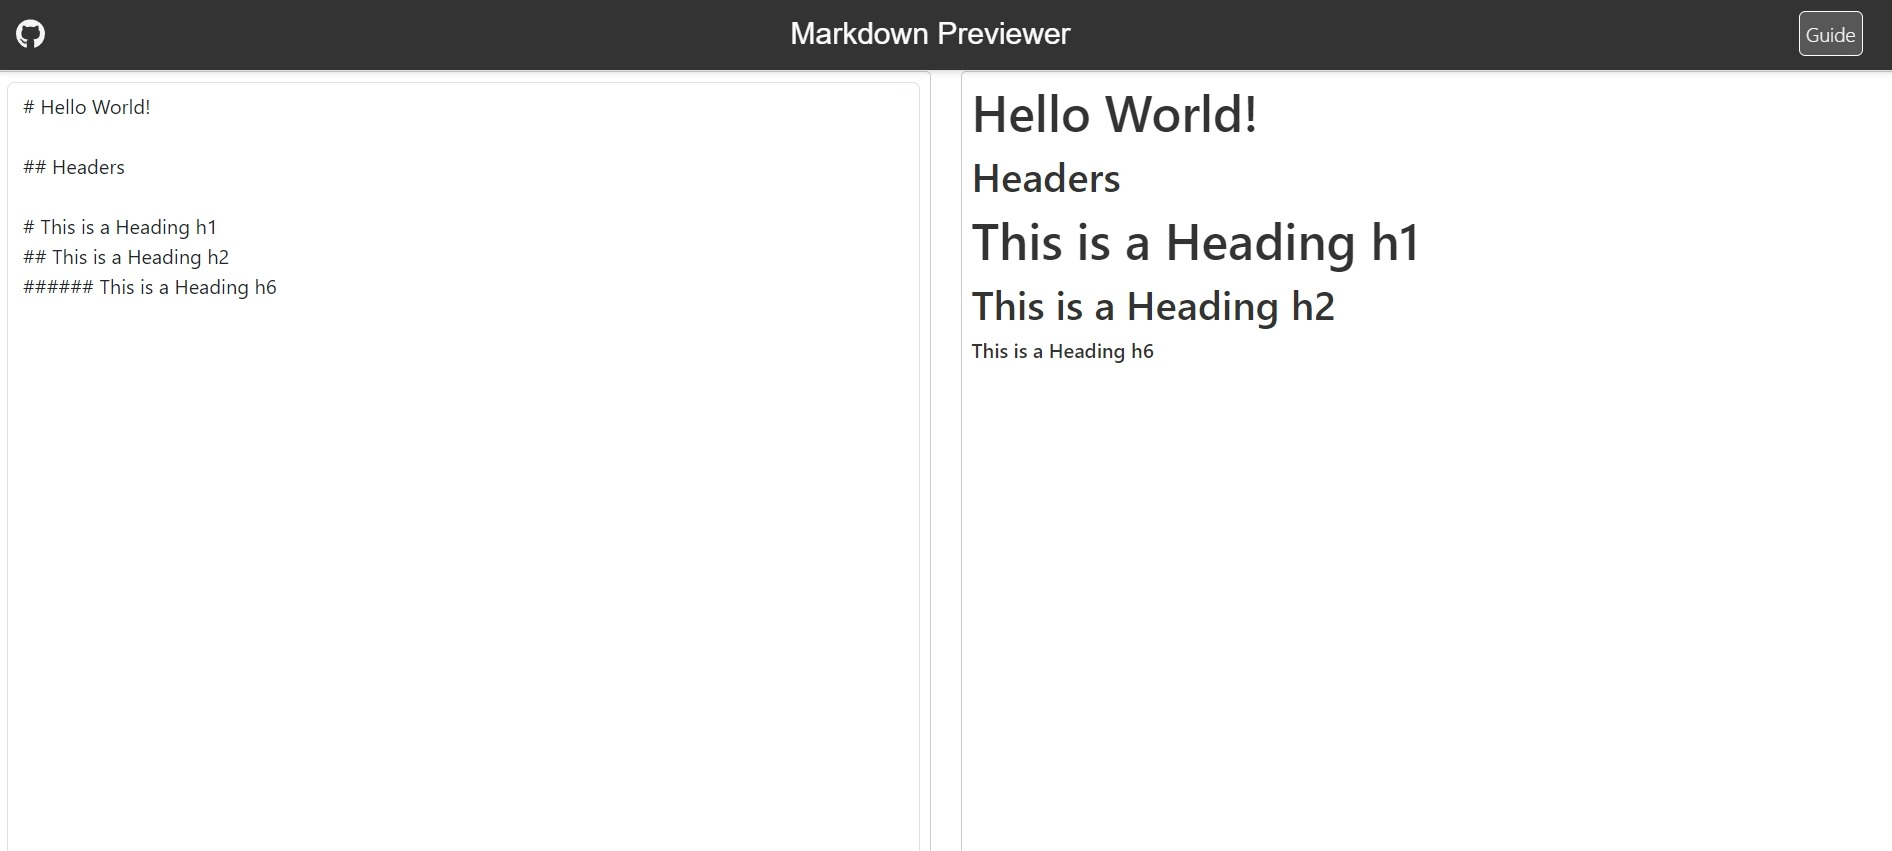 Markdown Previewer
Guide
# Hello World!
## Headers
# This is a Heading h1
## This is a Heading h2
###### This is a Heading h6
Hello World!
Headers
This is a Heading h1
This is a Heading h2
This is a Heading h6